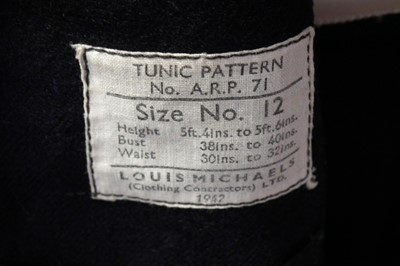 TUNIC PATTERN
No. A.R.P. 71
Size No. 12
Height 5ft.4ins. to 5ft.6ins.
Bust 38ins. to 40ins.
Waist 30ins. to 32ins.
LOUIS MICHAELS
(Clothing Contractors) LTD.
1942